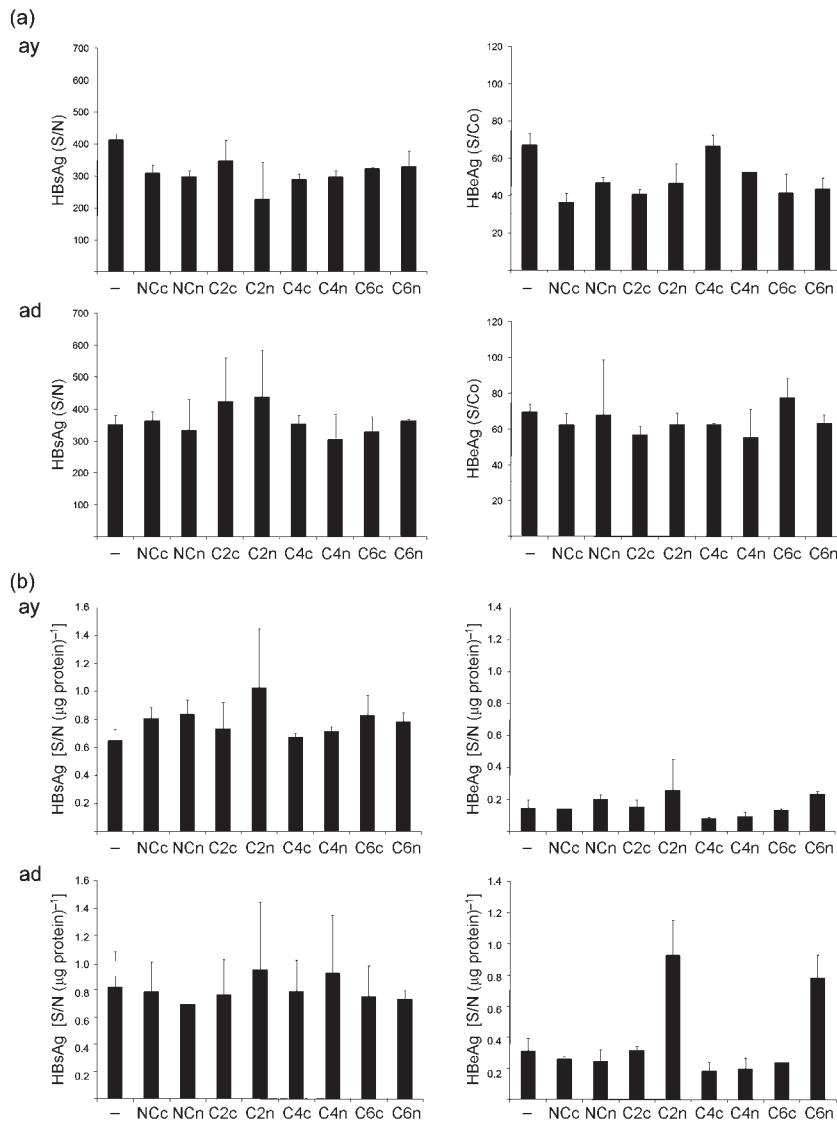 (a)
ay
HBsAg (S/N)
700
600
500
400
300
200
100
– NCc NCn C2c C2n C4c C4n C6c C6n
HBeAg (S/Co)
120
100
80
60
40
20
– NCc NCn C2c C2n C4c C4n C6c C6n
ad
HBsAg (S/N)
700
600
500
400
300
200
100
– NCc NCn C2c C2n C4c C4n C6c C6n
HBeAg (S/Co)
120
100
80
60
40
20
– NCc NCn C2c C2n C4c C4n C6c C6n
(b)
ay
HBsAg [S/N (μg protein)⁻¹]
1.6
1.4
1.2
1.0
0.8
0.6
0.4
0.2
– NCc NCn C2c C2n C4c C4n C6c C6n
HBeAg [S/N (μg protein)⁻¹]
1.6
1.4
1.2
1.0
0.8
0.6
0.4
0.2
– NCc NCn C2c C2n C4c C4n C6c C6n
ad
HBsAg [S/N (μg protein)⁻¹]
1.6
1.4
1.2
1.0
0.8
0.6
0.4
0.2
– NCc NCn C2c C2n C4c C4n C6c C6n
HBeAg [S/N (μg protein)⁻¹]
1.6
1.4
1.2
1.0
0.8
0.6
0.4
0.2
– NCc NCn C2c C2n C4c C4n C6c C6n